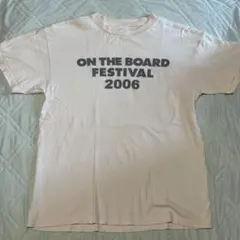 ON THE BOARD
FESTIVAL
2006